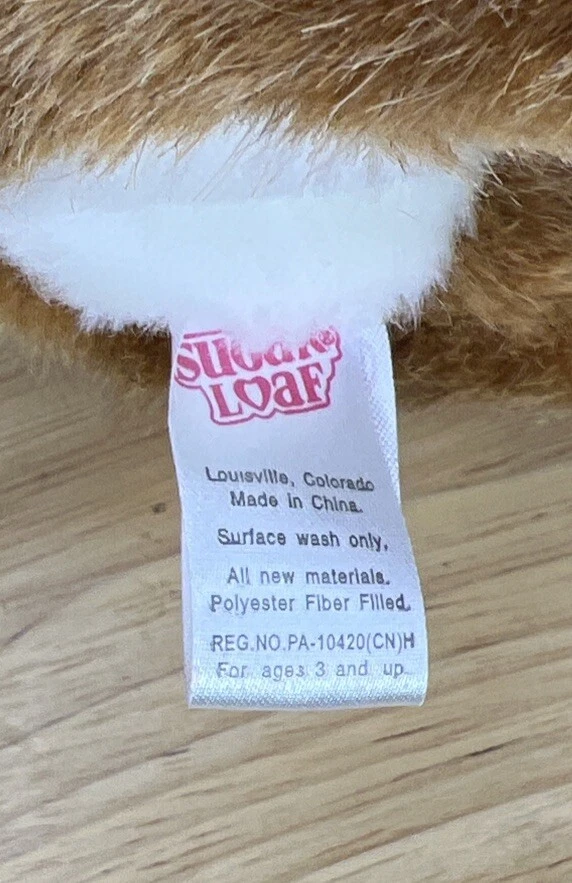 SUGAR®
LOAF
Louisville, Colorado
Made in China.
Surface wash only.
All new materials.
Polyester Fiber Filled.
REG.NO.PA-10420(CN)H
For ages 3 and up.